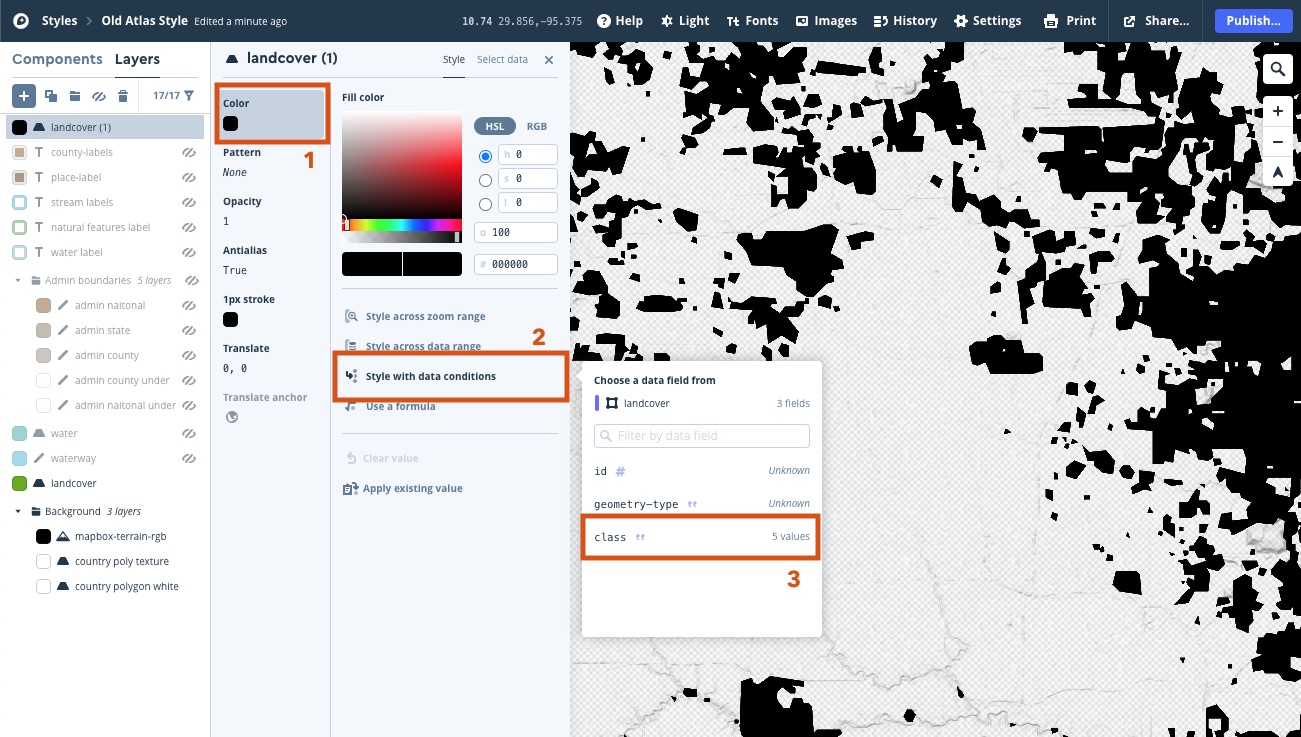 Styles > Old Atlas Style Edited a minute ago 10.74 29.856,-95.375 Help Light Fonts Images History Settings Print Share... Publish...
Components Layers
17/17
landcover (1)
county-labels
place-label
stream labels
natural features label
water label
Admin boundaries 5 layers
admin naitonal
admin state
admin county
admin county under
admin naitonal under
water
waterway
landcover
Background 3 layers
mapbox-terrain-rgb
country poly texture
country polygon white
landcover (1)
Style Select data
Color
1
Pattern
None
Opacity
1
Antialias
True
1px stroke
Translate
0, 0
Translate anchor
Fill color
HSL RGB
h 0
s 0
l 0
a 100
# 000000
Style across zoom range
2
Style across data range
Style with data conditions
Use a formula
Clear value
Apply existing value
Choose a data field from
landcover 3 fields
Filter by data field
id # Unknown
geometry-type Unknown
class 5 values
3